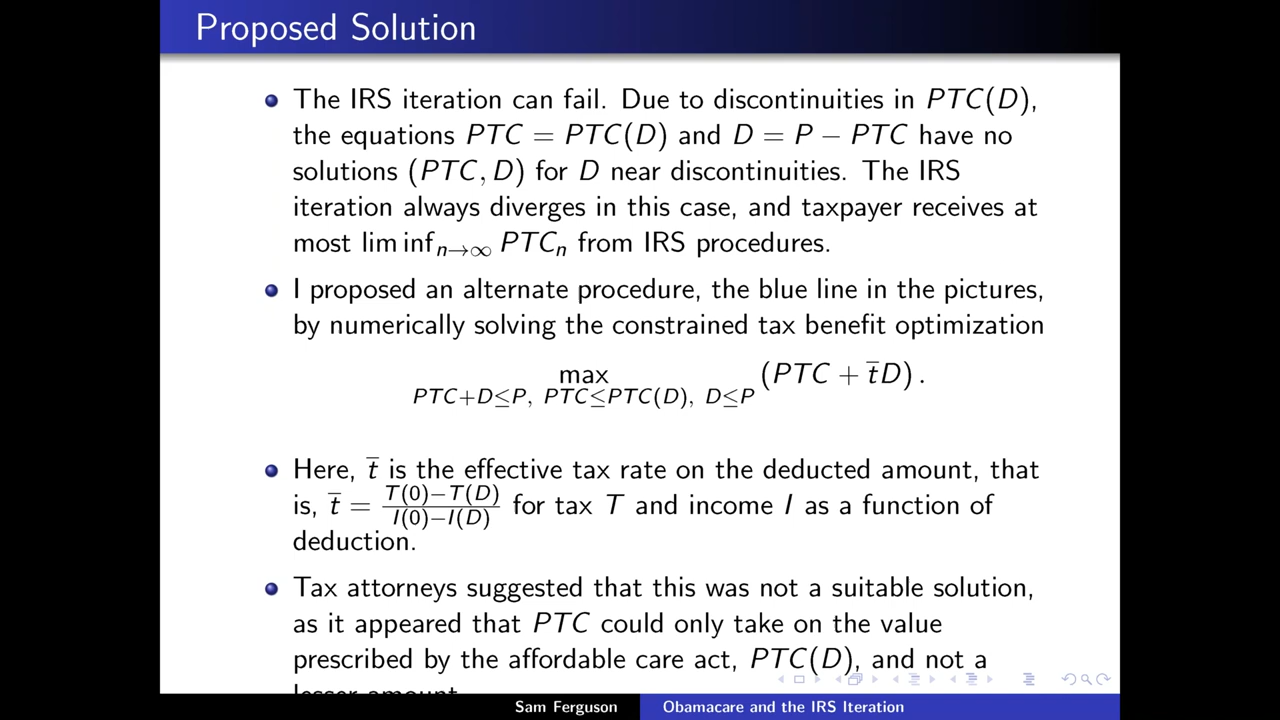 Proposed Solution
The IRS iteration can fail. Due to discontinuities in PTC(D),
the equations PTC = PTC(D) and D = P − PTC have no
solutions (PTC, D) for D near discontinuities. The IRS
iteration always diverges in this case, and taxpayer receives at
most lim inf_{n→∞} PTC_n from IRS procedures.
I proposed an alternate procedure, the blue line in the pictures,
by numerically solving the constrained tax benefit optimization
max_{PTC+D≤P, PTC≤PTC(D), D≤P} (PTC + t̄D).
Here, t̄ is the effective tax rate on the deducted amount, that
is, t̄ = \frac{T(0)−T(D)}{I(0)−I(D)} for tax T and income I as a function of
deduction.
Tax attorneys suggested that this was not a suitable solution,
as it appeared that PTC could only take on the value
prescribed by the affordable care act, PTC(D), and not a
lesser amount
Sam Ferguson
Obamacare and the IRS Iteration